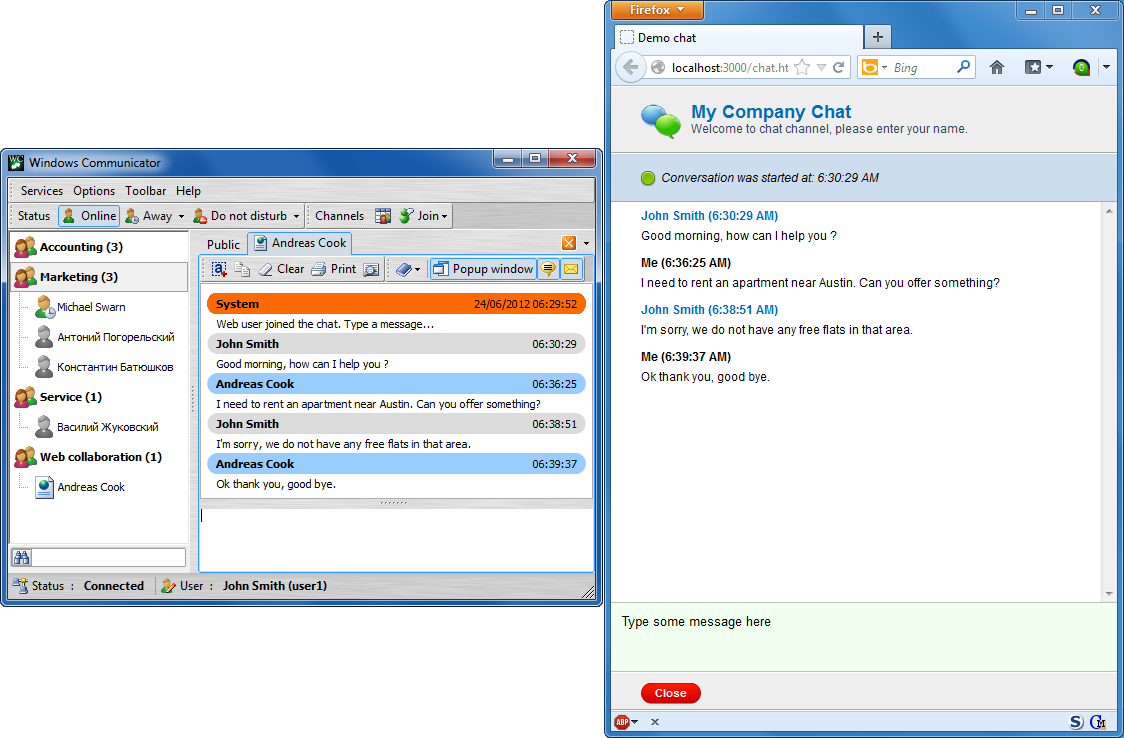 Windows Communicator
Services Options Toolbar Help
Status Online Away Do not disturb Channels Join
Accounting (3)
Marketing (3)
Michael Swarn
Антоний Погорельский
Константин Батюшков
Service (1)
Василий Жуковский
Web collaboration (1)
Andreas Cook
Public Andreas Cook
Clear Print Popup window
System 24/06/2012 06:29:52
Web user joined the chat. Type a message...
John Smith 06:30:29
Good morning, how can I help you ?
Andreas Cook 06:36:25
I need to rent an apartment near Austin. Can you offer something?
John Smith 06:38:51
I'm sorry, we do not have any free flats in that area.
Andreas Cook 06:39:37
Ok thank you, good bye.
Status : Connected User : John Smith (user1)
Firefox
Demo chat
localhost:3000/chat.ht Bing
My Company Chat
Welcome to chat channel, please enter your name.
Conversation was started at: 6:30:29 AM
John Smith (6:30:29 AM)
Good morning, how can I help you ?
Me (6:36:25 AM)
I need to rent an apartment near Austin. Can you offer something?
John Smith (6:38:51 AM)
I'm sorry, we do not have any free flats in that area.
Me (6:39:37 AM)
Ok thank you, good bye.
Type some message here
Close
ABP